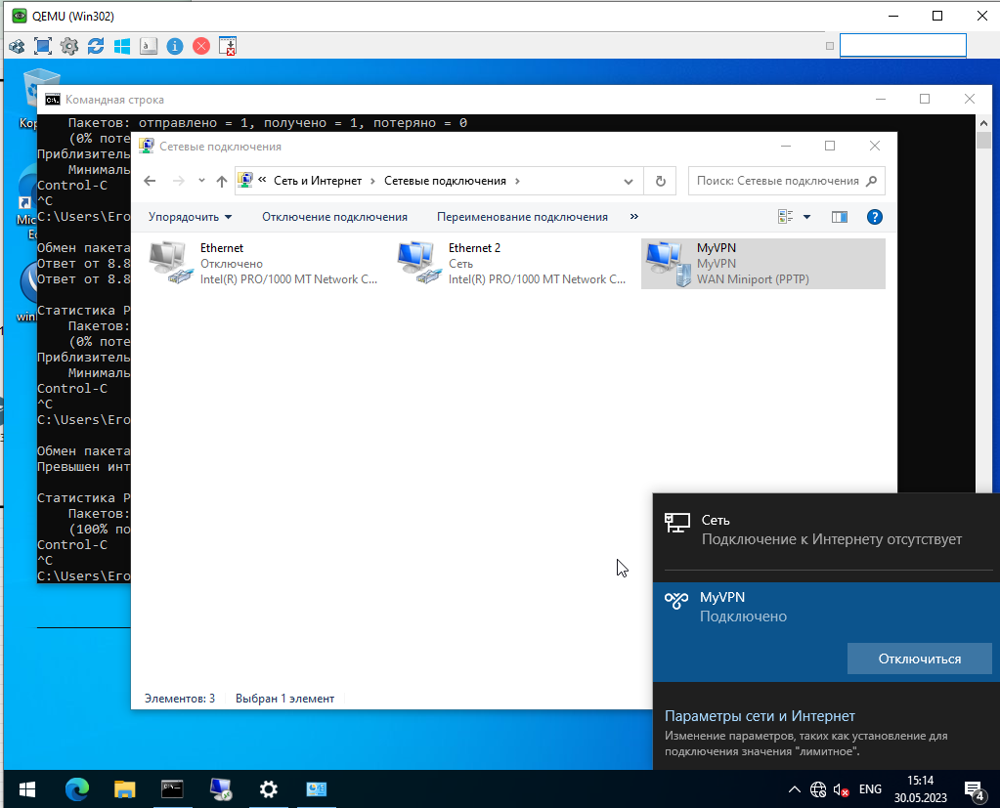 QEMU (Win302)
Командная строка
Пакетов: отправлено = 1, получено = 1, потеряно = 0
(0% поте
Приблизитель
Минималь
Control-C
^C
C:\Users\Его
Обмен пакета
Ответ от 8.8
Ответ от 8.8
Статистика P
Пакетов:
(0% поте
Приблизитель
Минималь
Control-C
^C
C:\Users\Его
Обмен пакета
Превышен инт
Статистика P
Пакетов:
(100% по
Control-C
^C
C:\Users\Его
Сетевые подключения
« Сеть и Интернет › Сетевые подключения ›
Поиск: Сетевые подключения
Упорядочить Отключение подключения Переименование подключения »
Ethernet
Отключено
Intel(R) PRO/1000 MT Network C...
Ethernet 2
Сеть
Intel(R) PRO/1000 MT Network C...
MyVPN
MyVPN
WAN Miniport (PPTP)
Элементов: 3 Выбран 1 элемент
Сеть
Подключение к Интернету отсутствует
MyVPN
Подключено
Отключиться
Параметры сети и Интернет
Изменение параметров, таких как установление для
подключения значения "лимитное".
ENG
15:14
30.05.2023
4